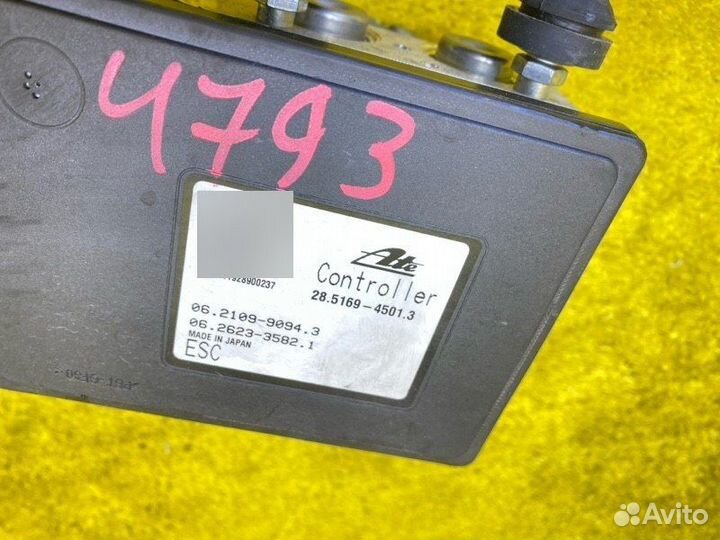 4793
Ate
Controller
28.5169-4501.3
06.2109-9094.3
06.2623-3582.1
MADE IN JAPAN
ESC
Avito